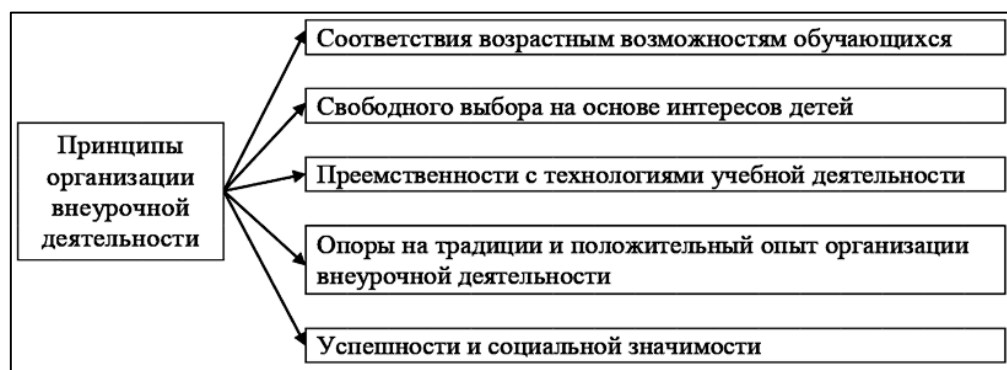 Принципы
организации
внеурочной
деятельности
Соответствия возрастным возможностям обучающихся
Свободного выбора на основе интересов детей
Преемственности с технологиями учебной деятельности
Опоры на традиции и положительный опыт организации
внеурочной деятельности
Успешности и социальной значимости